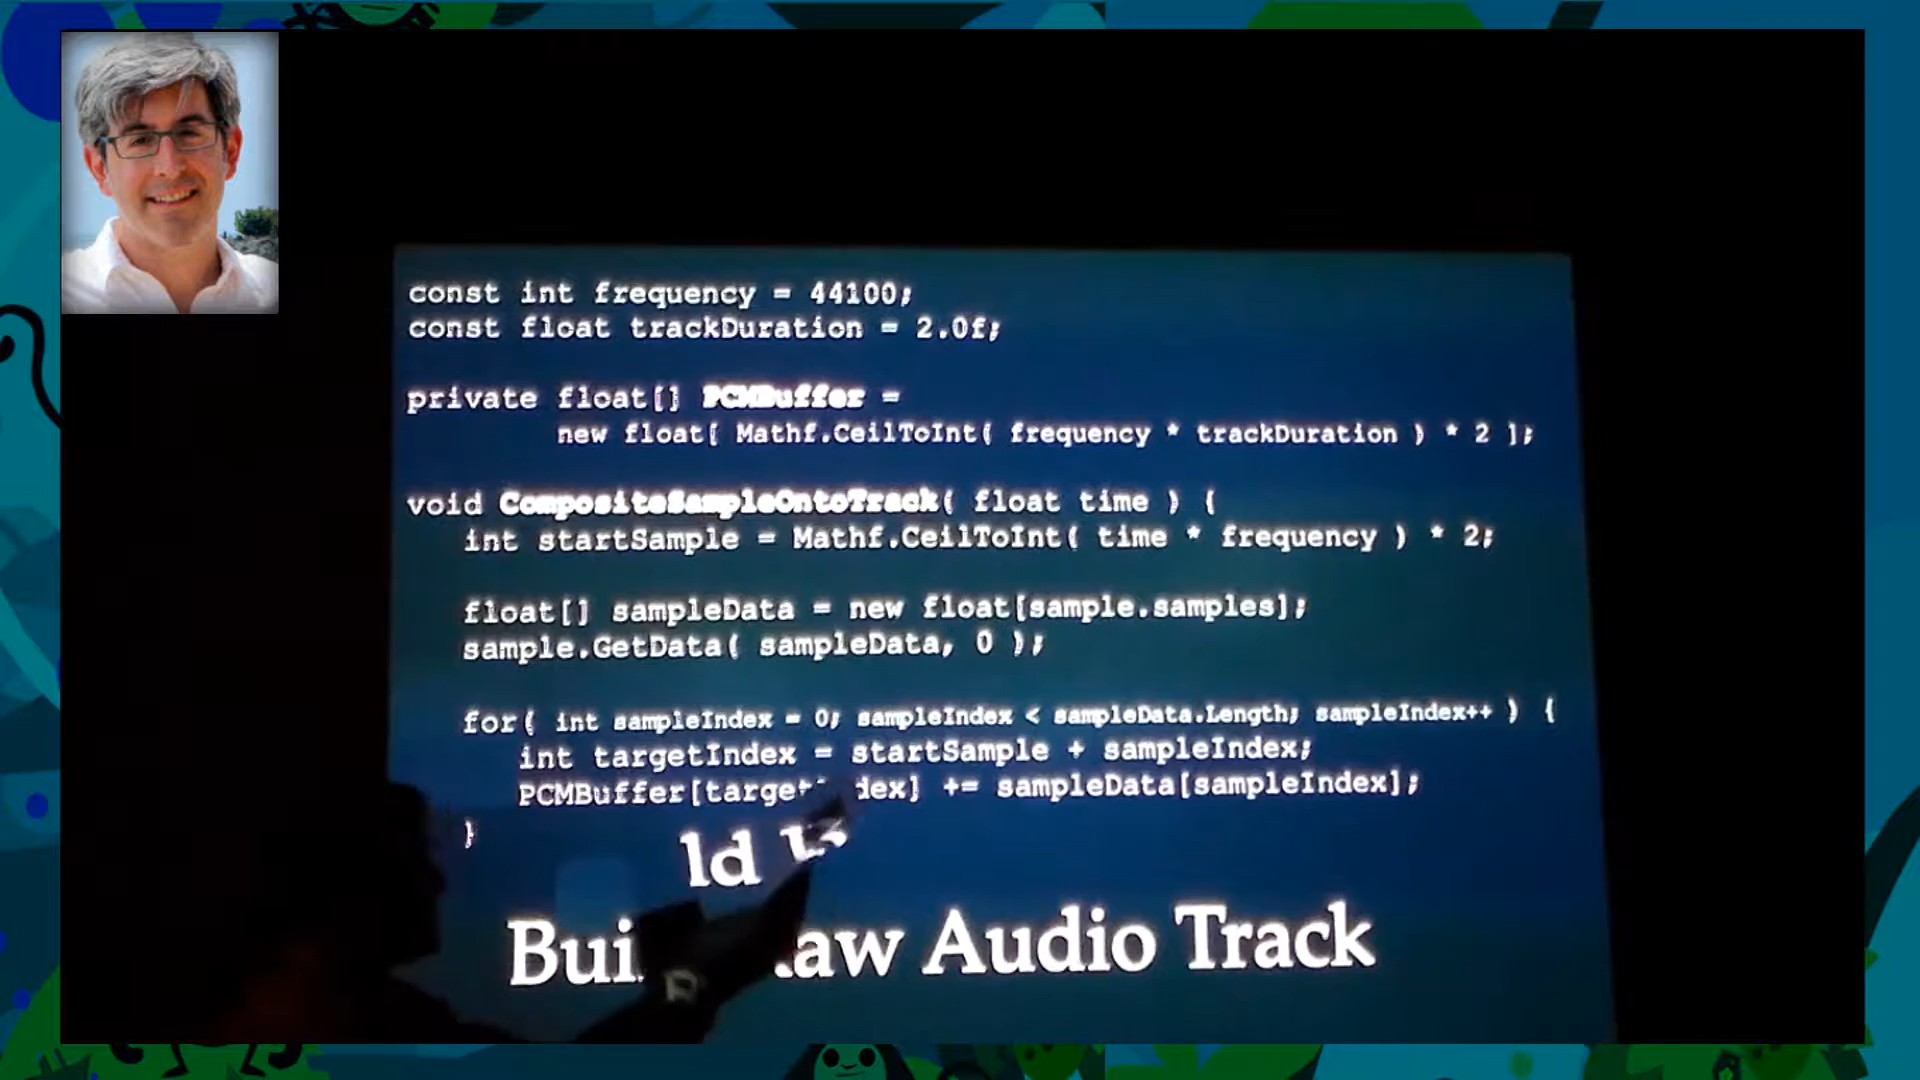 const int frequency = 44100;
const float trackDuration = 2.0f;
private float[] PCMBuffer =
new float[ Mathf.CeilToInt( frequency * trackDuration ) * 2 ];
void CompositeSampleOntoTrack( float time ) {
int startSample = Mathf.CeilToInt( time * frequency ) * 2;
float[] sampleData = new float[sample.samples];
sample.GetData( sampleData, 0 );
for( int sampleIndex = 0; sampleIndex < sampleData.Length; sampleIndex++ ) {
int targetIndex = startSample + sampleIndex;
PCMBuffer[targetIndex] += sampleData[sampleIndex];
}
Audio Track